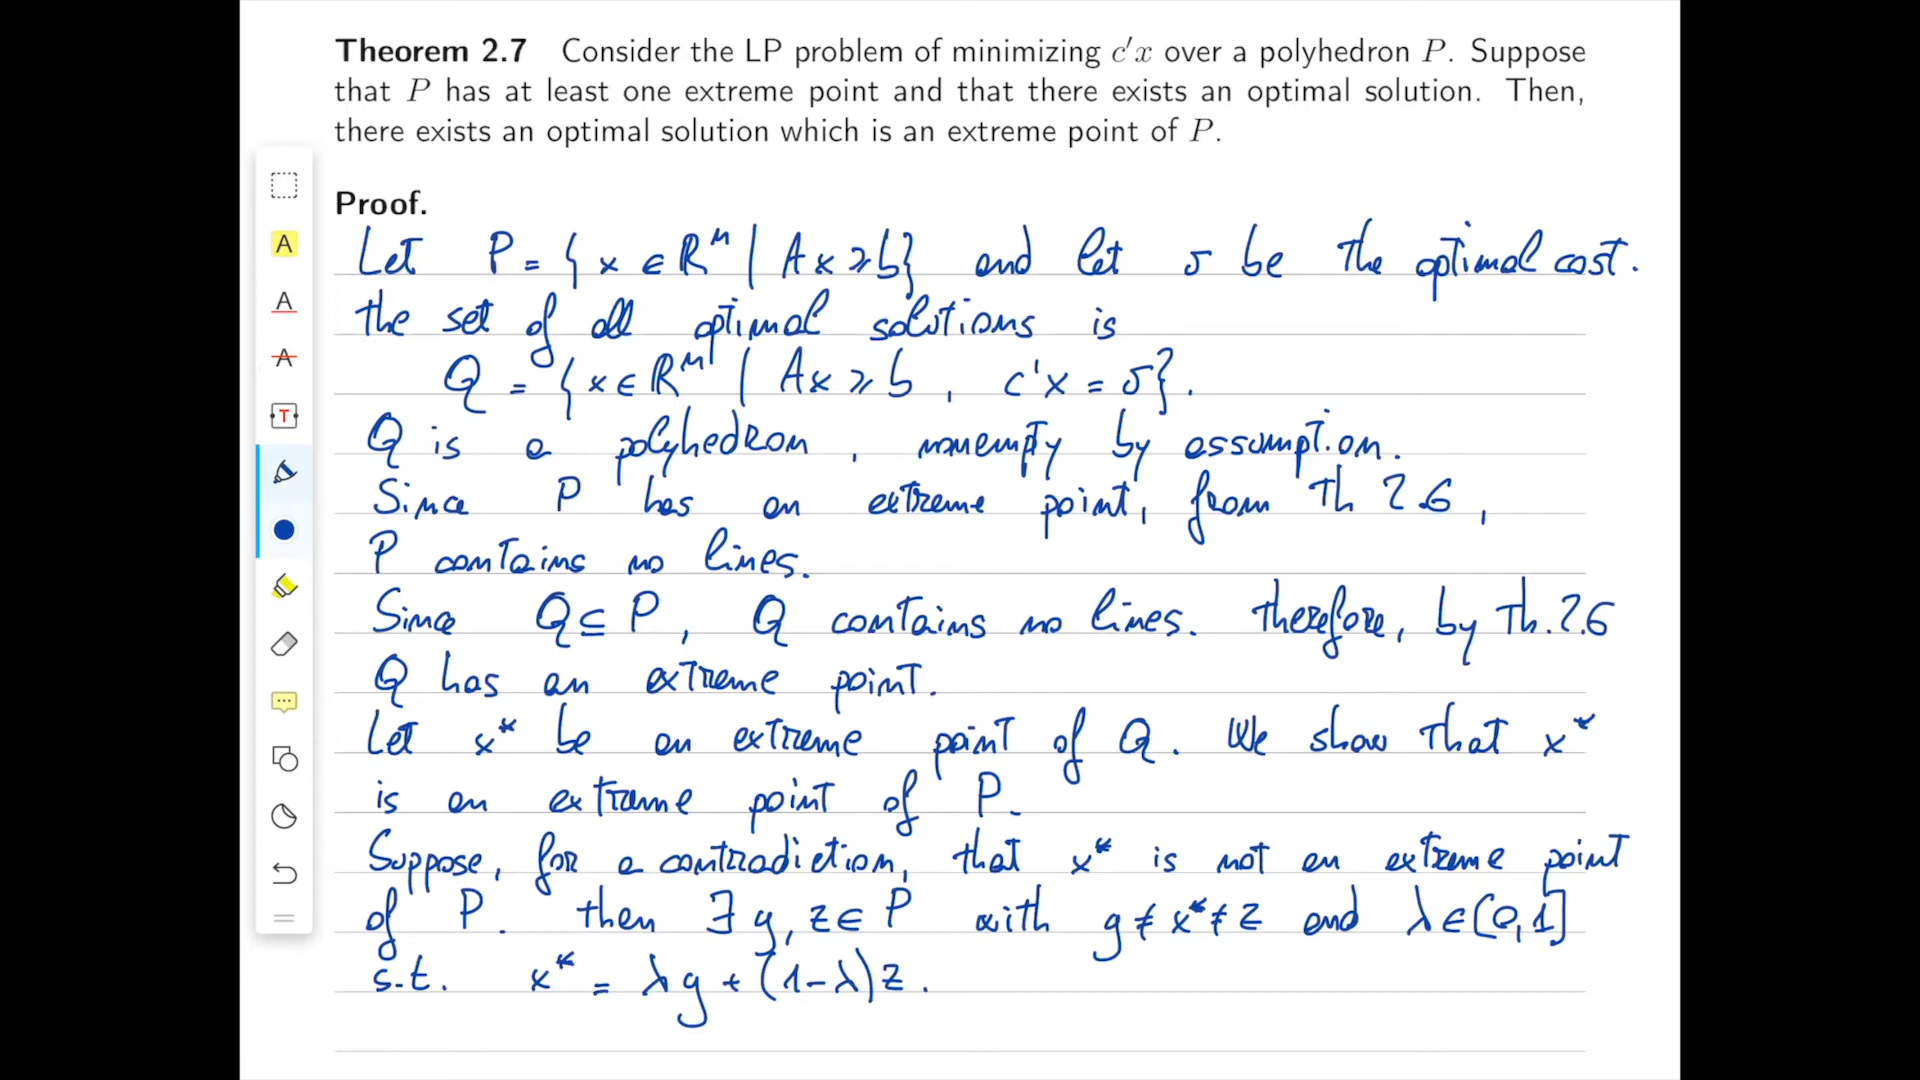 Theorem 2.7 Consider the LP problem of minimizing c'x over a polyhedron P. Suppose
that P has at least one extreme point and that there exists an optimal solution. Then,
there exists an optimal solution which is an extreme point of P.
Proof.
Let P = { x ∈ ℝⁿ | Ax ≥ b} and let v be the optimal cost.
the set of all optimal solutions is
Q = { x ∈ ℝⁿ | Ax ≥ b , c'x = v}.
Q is a polyhedron , nonempty by assumption.
Since P has an extreme point, from Th 2.6 ,
P contains no lines.
Since Q ⊆ P , Q contains no lines. therefore, by Th. 2.6
Q has an extreme point.
Let x* be an extreme point of Q. We show that x*
is an extreme point of P.
Suppose, for a contradiction, that x* is not an extreme point
of P. then ∃ y, z ∈ P with y ≠ x* ≠ z and λ ∈ [0,1]
s.t. x* = λy + (1-λ)z.
A
A
A
T